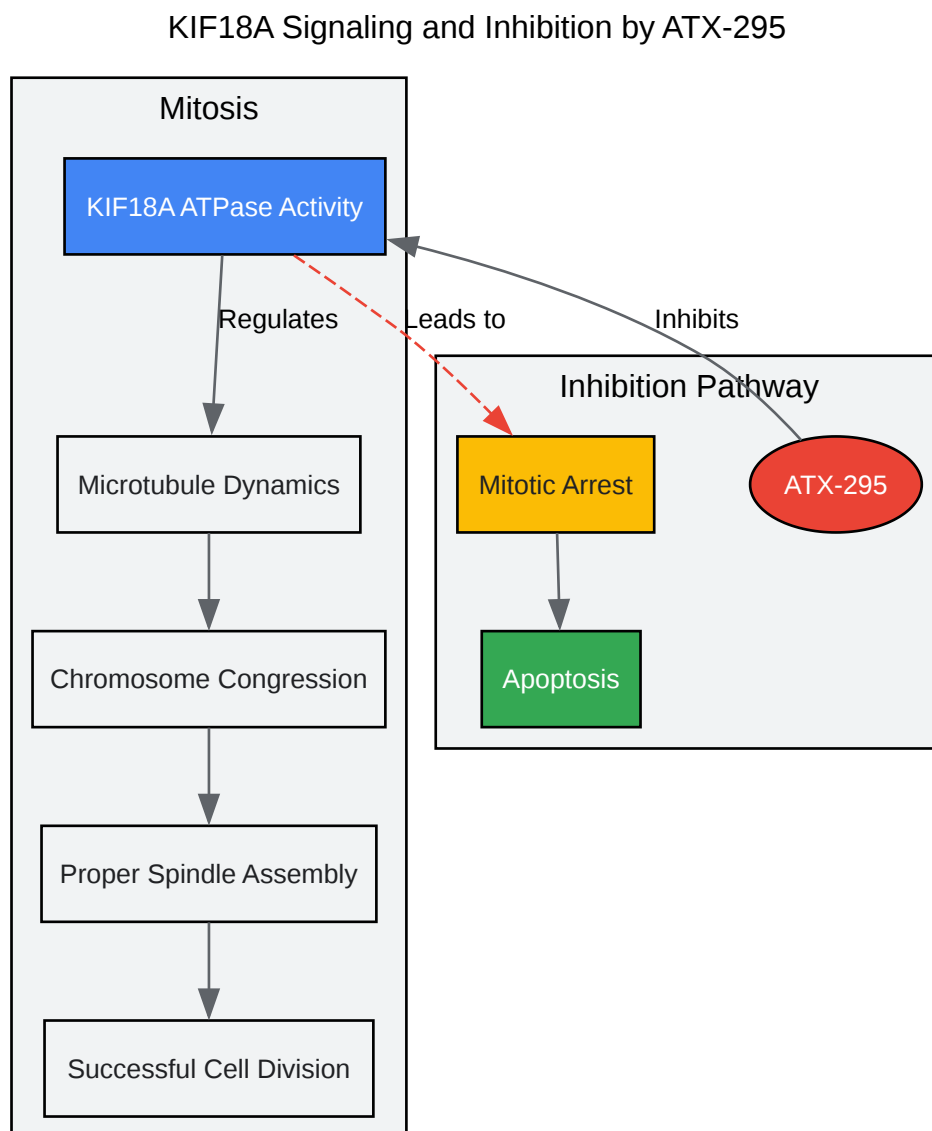 KIF18A Signaling and Inhibition by ATX-295
Mitosis
KIF18A ATPase Activity
Regulates
Leads to
Inhibits
Inhibition Pathway
Microtubule Dynamics
Mitotic Arrest
ATX-295
Chromosome Congression
Apoptosis
Proper Spindle Assembly
Successful Cell Division